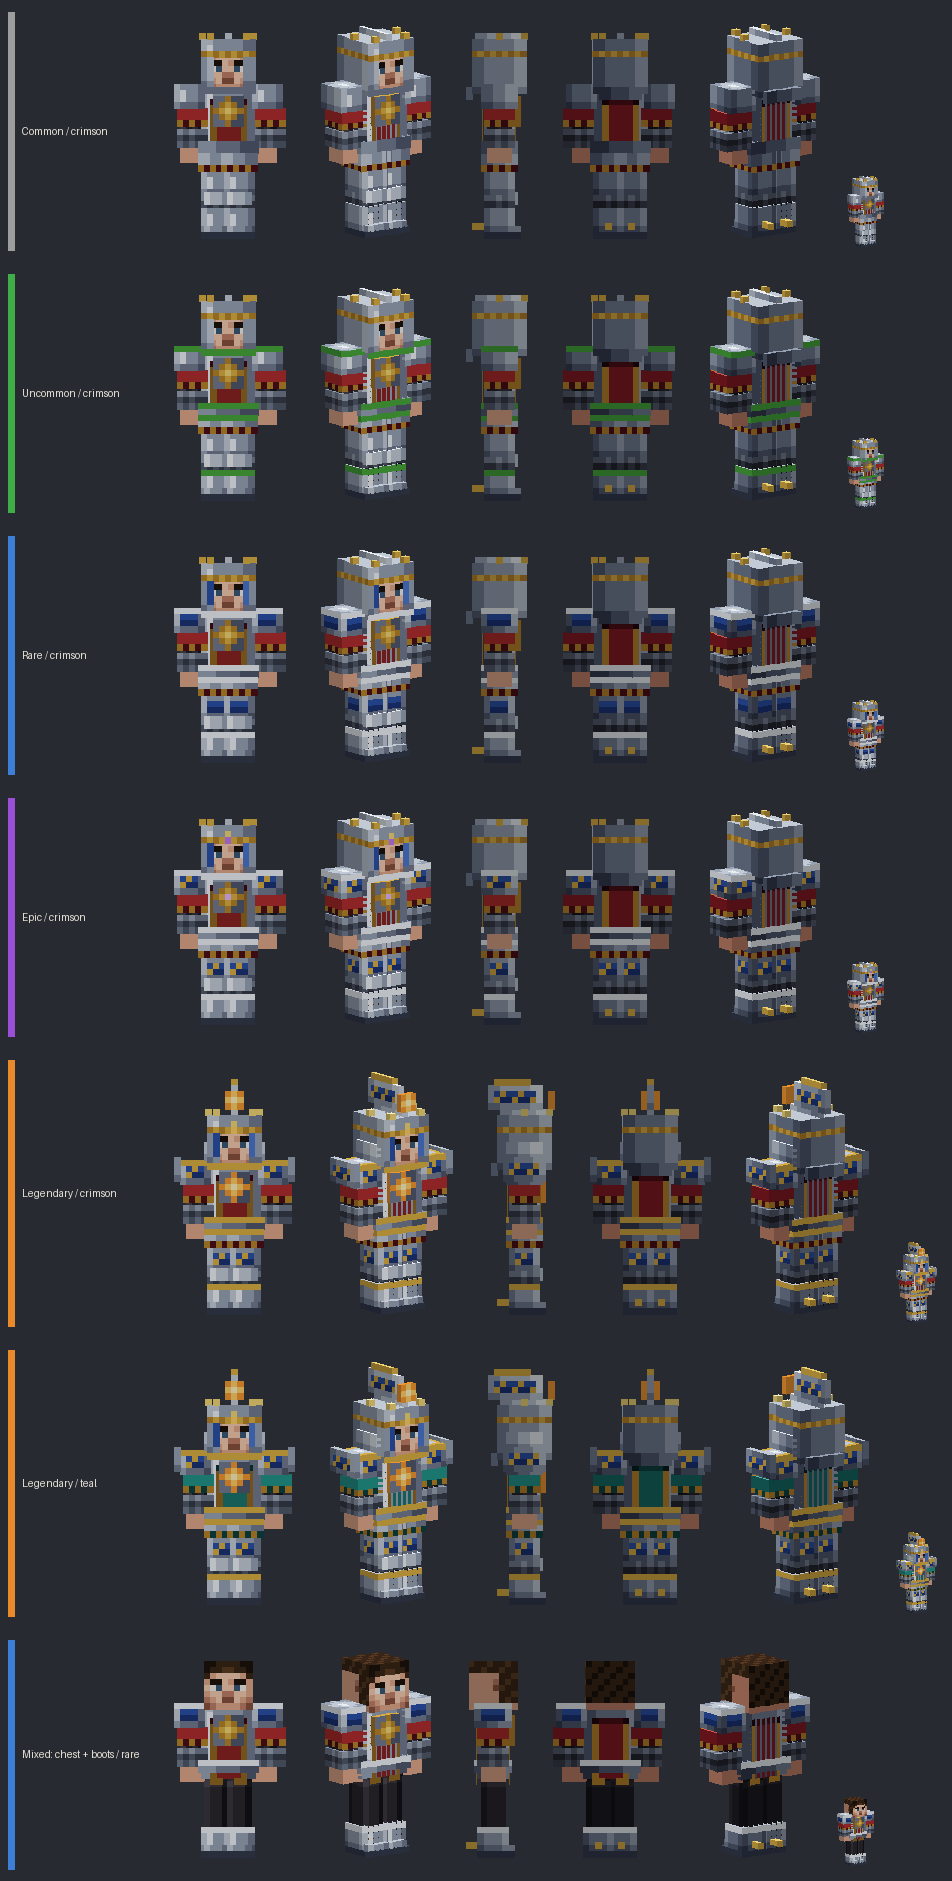 Common / crimson
Uncommon / crimson
Rare / crimson
Epic / crimson
Legendary / crimson
Legendary / teal
Mixed: chest + boots / rare